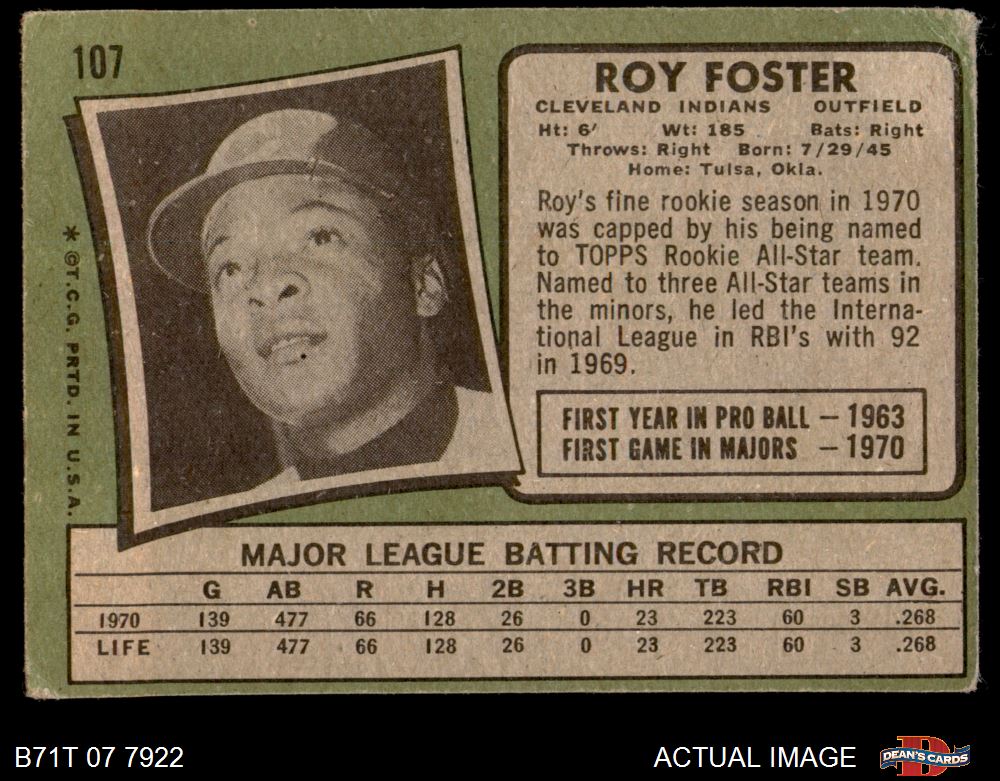 107
ROY FOSTER
CLEVELAND INDIANS OUTFIELD
Ht: 6' Wt: 185 Bats: Right
Throws: Right Born: 7/29/45
Home: Tulsa, Okla.
Roy's fine rookie season in 1970
was capped by his being named
to TOPPS Rookie All-Star team.
Named to three All-Star teams in
the minors, he led the Interna-
tional League in RBI's with 92
in 1969.
FIRST YEAR IN PRO BALL – 1963
FIRST GAME IN MAJORS – 1970
* ©T.C.G. PRTD. IN U.S.A.
MAJOR LEAGUE BATTING RECORD
G AB R H 2B 3B HR TB RBI SB AVG.
1970 139 477 66 128 26 0 23 223 60 3 .268
LIFE 139 477 66 128 26 0 23 223 60 3 .268
B71T 07 7922
ACTUAL IMAGE
DEAN'S CARDS